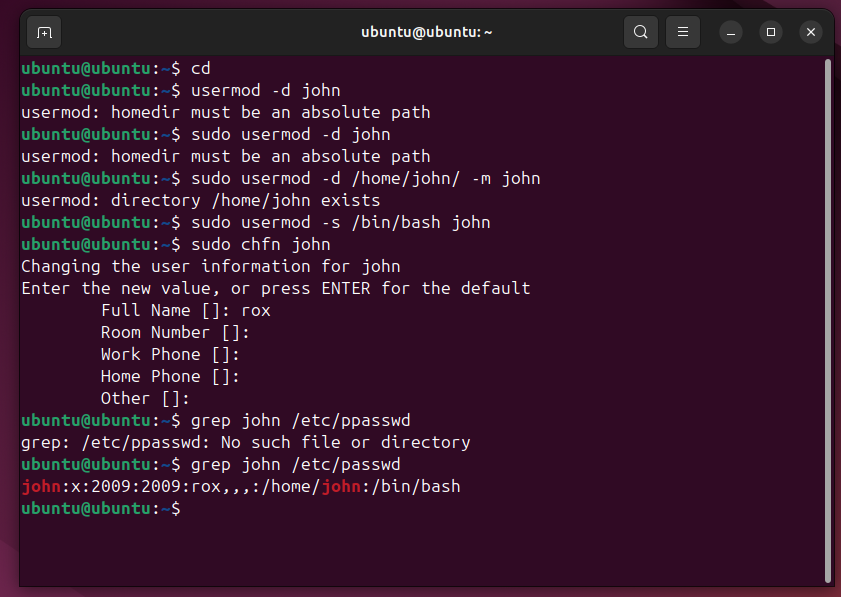 ubuntu@ubuntu: ~
ubuntu@ubuntu:~$ cd
ubuntu@ubuntu:~$ usermod -d john
usermod: homedir must be an absolute path
ubuntu@ubuntu:~$ sudo usermod -d john
usermod: homedir must be an absolute path
ubuntu@ubuntu:~$ sudo usermod -d /home/john/ -m john
usermod: directory /home/john exists
ubuntu@ubuntu:~$ sudo usermod -s /bin/bash john
ubuntu@ubuntu:~$ sudo chfn john
Changing the user information for john
Enter the new value, or press ENTER for the default
        Full Name []: rox
        Room Number []:
        Work Phone []:
        Home Phone []:
        Other []:
ubuntu@ubuntu:~$ grep john /etc/ppasswd
grep: /etc/ppasswd: No such file or directory
ubuntu@ubuntu:~$ grep john /etc/passwd
john:x:2009:2009:rox,,,:/home/john:/bin/bash
ubuntu@ubuntu:~$